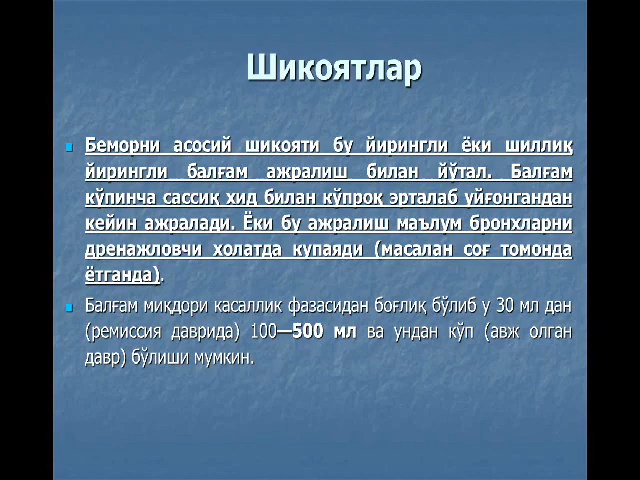 Шикоятлар
Беморни асосий шикояти бу йирингли ёки шиллиқ
йирингли балғам ажралиш билан йўтал. Балғам
кўпинча сассиқ хид билан кўпроқ эрталаб уйғонгандан
кейин ажралади. Ёки бу ажралиш маълум бронхларни
дренажловчи холатда купаяди (масалан соғ томонда
ётганда).
Балғам миқдори касаллик фазасидан боғлиқ бўлиб у 30 мл дан
(ремиссия даврида) 100—500 мл ва ундан кўп (авж олган
давр) бўлиши мумкин.